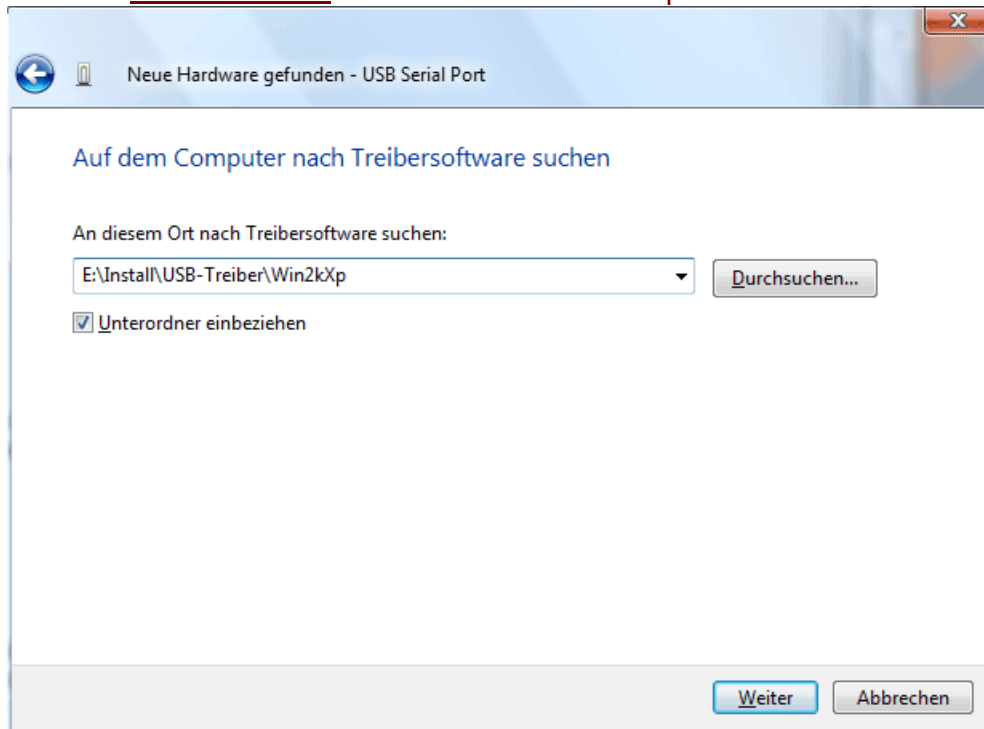 Neue Hardware gefunden - USB Serial Port
Auf dem Computer nach Treibersoftware suchen
An diesem Ort nach Treibersoftware suchen:
E:\Install\USB-Treiber\Win2kXp
Durchsuchen...
Unterordner einbeziehen
Weiter
Abbrechen